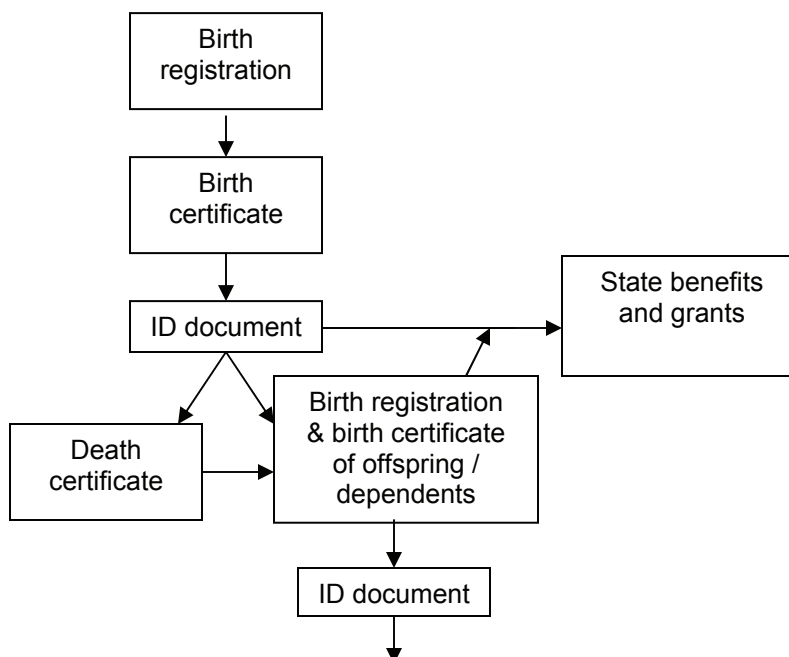 Birth
registration
Birth
certificate
ID document
State benefits
and grants
Death
certificate
Birth registration
& birth certificate
of offspring /
dependents
ID document